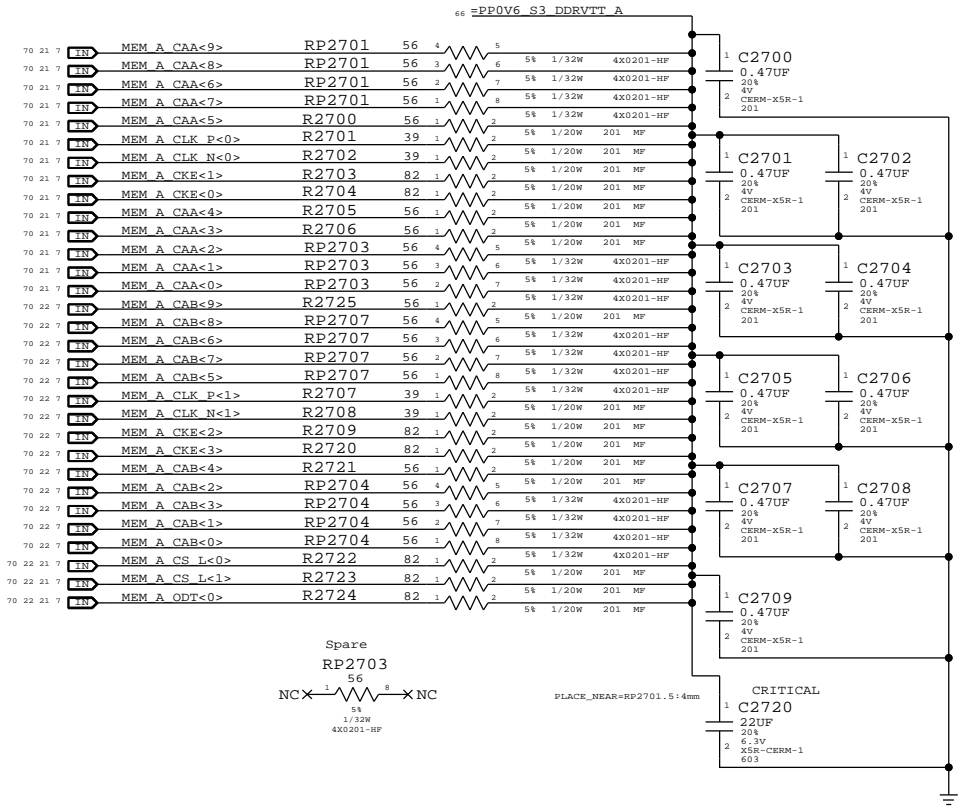 66 =PP0V6_S3_DDRVTT_A
70 21 7 IN MEM_A_CAA<9> RP2701 56 4 5 5% 1/32W 4X0201-HF
70 21 7 IN MEM_A_CAA<8> RP2701 56 3 6 5% 1/32W 4X0201-HF
70 21 7 IN MEM_A_CAA<6> RP2701 56 2 7 5% 1/32W 4X0201-HF
70 21 7 IN MEM_A_CAA<7> RP2701 56 1 8 5% 1/32W 4X0201-HF
70 21 7 IN MEM_A_CAA<5> R2700 56 1 2 5% 1/20W 201 MF
70 21 7 IN MEM_A_CLK_P<0> R2701 39 1 2 5% 1/20W 201 MF
70 21 7 IN MEM_A_CLK_N<0> R2702 39 1 2 5% 1/20W 201 MF
70 21 7 IN MEM_A_CKE<1> R2703 82 1 2 5% 1/20W 201 MF
70 21 7 IN MEM_A_CKE<0> R2704 82 1 2 5% 1/20W 201 MF
70 21 7 IN MEM_A_CAA<4> R2705 56 1 2 5% 1/20W 201 MF
70 21 7 IN MEM_A_CAA<3> R2706 56 1 2 5% 1/20W 201 MF
70 21 7 IN MEM_A_CAA<2> RP2703 56 4 5 5% 1/32W 4X0201-HF
70 21 7 IN MEM_A_CAA<1> RP2703 56 3 6 5% 1/32W 4X0201-HF
70 21 7 IN MEM_A_CAA<0> RP2703 56 2 7 5% 1/32W 4X0201-HF
70 22 7 IN MEM_A_CAB<9> R2725 56 1 2 5% 1/20W 201 MF
70 22 7 IN MEM_A_CAB<8> RP2707 56 4 5 5% 1/32W 4X0201-HF
70 22 7 IN MEM_A_CAB<6> RP2707 56 3 6 5% 1/32W 4X0201-HF
70 22 7 IN MEM_A_CAB<7> RP2707 56 2 7 5% 1/32W 4X0201-HF
70 22 7 IN MEM_A_CAB<5> RP2707 56 1 8 5% 1/32W 4X0201-HF
70 22 7 IN MEM_A_CLK_P<1> R2707 39 1 2 5% 1/20W 201 MF
70 22 7 IN MEM_A_CLK_N<1> R2708 39 1 2 5% 1/20W 201 MF
70 22 7 IN MEM_A_CKE<2> R2709 82 1 2 5% 1/20W 201 MF
70 22 7 IN MEM_A_CKE<3> R2720 82 1 2 5% 1/20W 201 MF
70 22 7 IN MEM_A_CAB<4> R2721 56 1 2 5% 1/20W 201 MF
70 22 7 IN MEM_A_CAB<2> RP2704 56 4 5 5% 1/32W 4X0201-HF
70 22 7 IN MEM_A_CAB<3> RP2704 56 3 6 5% 1/32W 4X0201-HF
70 22 7 IN MEM_A_CAB<1> RP2704 56 2 7 5% 1/32W 4X0201-HF
70 22 7 IN MEM_A_CAB<0> RP2704 56 1 8 5% 1/32W 4X0201-HF
70 22 21 7 IN MEM_A_CS_L<0> R2722 82 1 2 5% 1/20W 201 MF
70 22 21 7 IN MEM_A_CS_L<1> R2723 82 1 2 5% 1/20W 201 MF
70 22 21 7 IN MEM_A_ODT<0> R2724 82 1 2 5% 1/20W 201 MF
1 C2700
0.47UF
20%
4V
2 CERM-X5R-1
201
1 C2701
0.47UF
20%
4V
2 CERM-X5R-1
201
1 C2702
0.47UF
20%
4V
2 CERM-X5R-1
201
1 C2703
0.47UF
20%
4V
2 CERM-X5R-1
201
1 C2704
0.47UF
20%
4V
2 CERM-X5R-1
201
1 C2705
0.47UF
20%
4V
2 CERM-X5R-1
201
1 C2706
0.47UF
20%
4V
2 CERM-X5R-1
201
1 C2707
0.47UF
20%
4V
2 CERM-X5R-1
201
1 C2708
0.47UF
20%
4V
2 CERM-X5R-1
201
1 C2709
0.47UF
20%
4V
2 CERM-X5R-1
201
Spare
RP2703
56
NC 1 8 NC
5%
1/32W
4X0201-HF
PLACE_NEAR=RP2701.5:4mm
CRITICAL
1 C2720
22UF
20%
6.3V
2 X5R-CERM-1
603